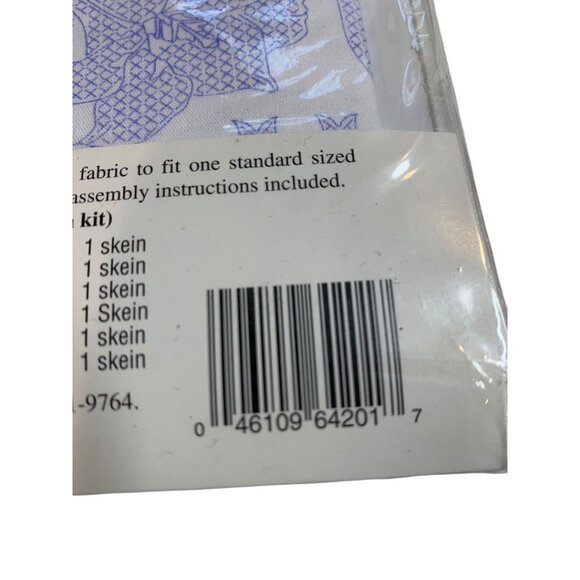 fabric to fit one standard sized
assembly instructions included.
kit)
1 skein
1 skein
1 skein
1 Skein
1 skein
1 skein
-9764.
0 46109 64201 7